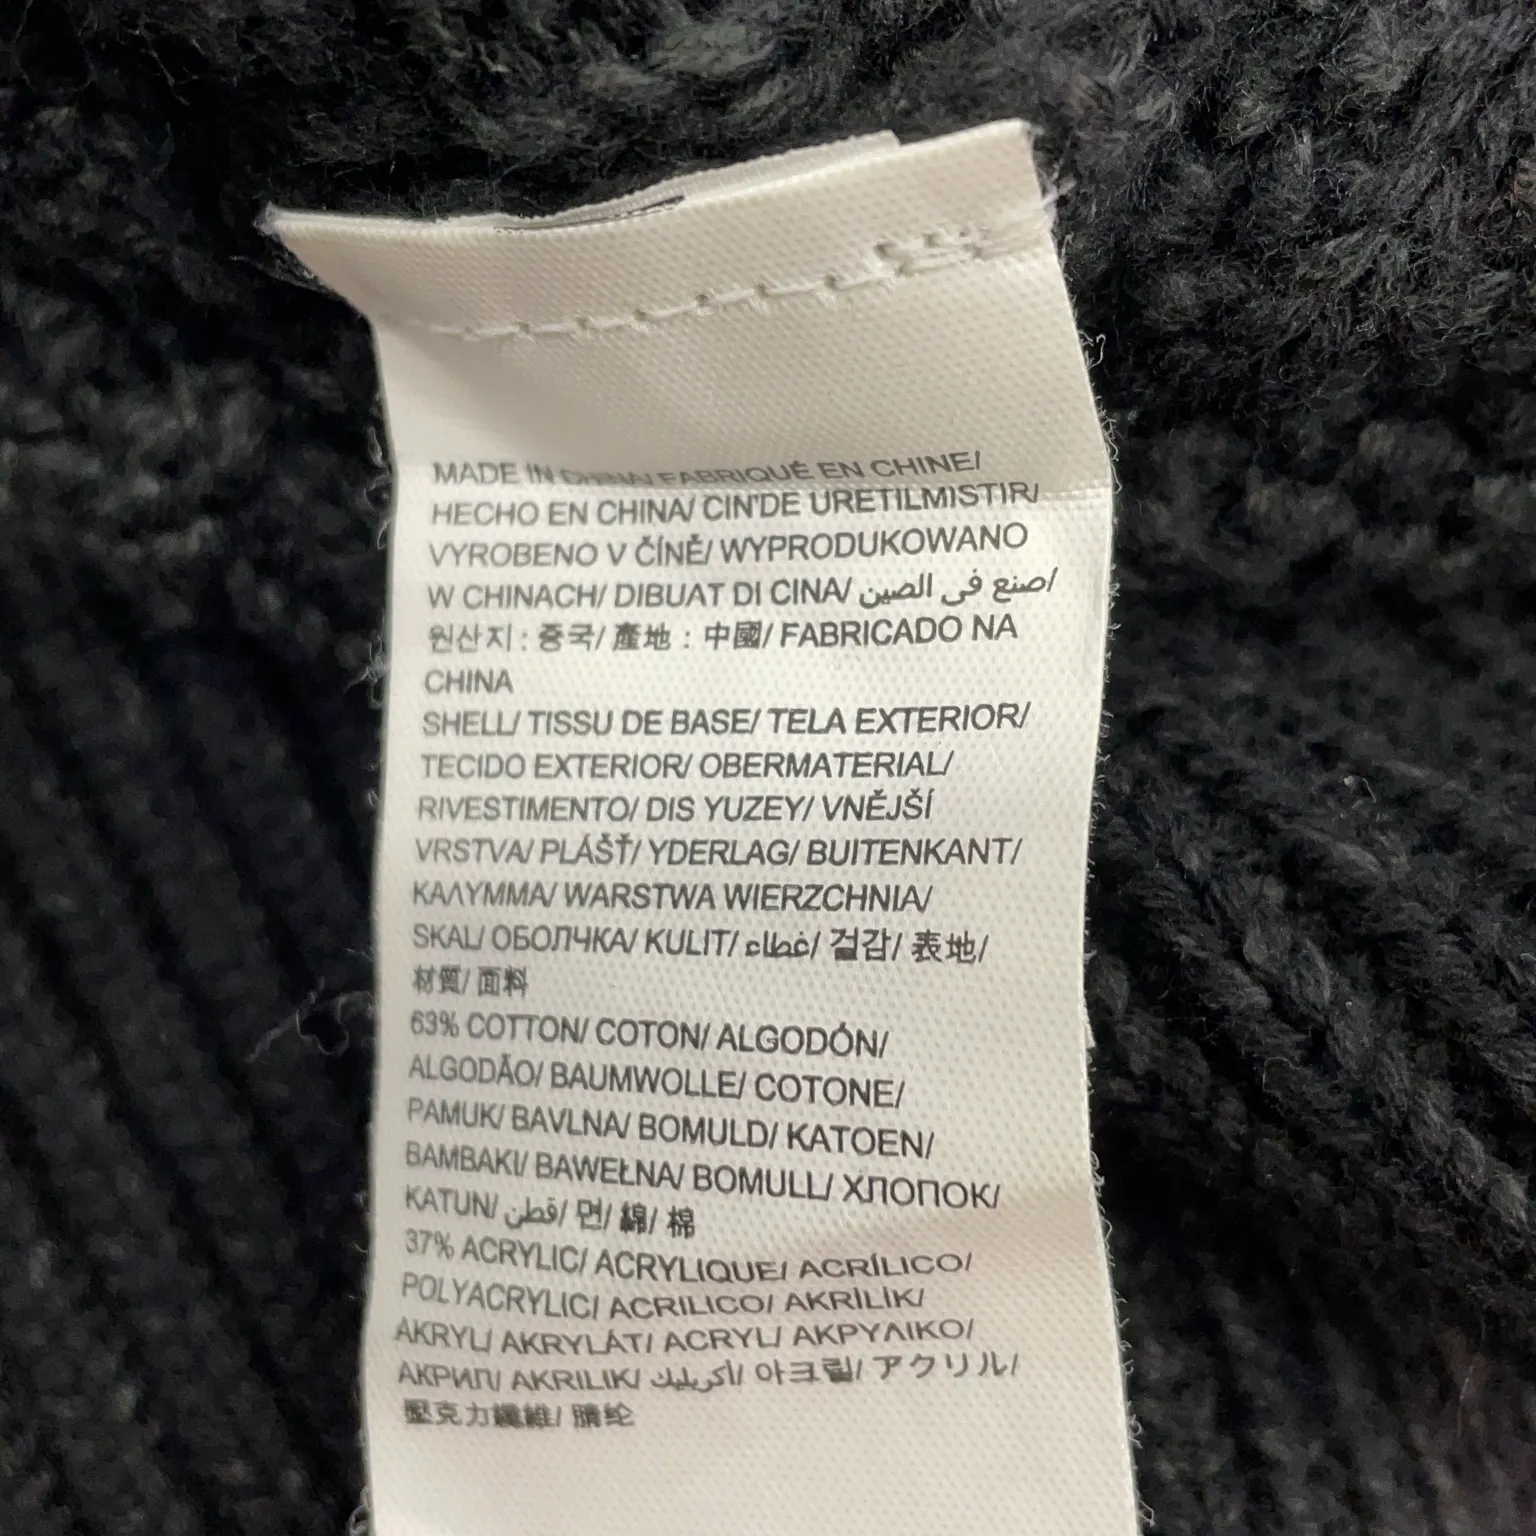 MADE IN CHINA/ FABRIQUÉ EN CHINE/
HECHO EN CHINA/ CIN'DE URETILMISTIR/
VYROBENO V ČÍNĚ/ WYPRODUKOWANO
W CHINACH/ DIBUAT DI CINA/ صنع في الصين/
원산지 : 중국/ 產地 : 中國/ FABRICADO NA
CHINA
SHELL/ TISSU DE BASE/ TELA EXTERIOR/
TECIDO EXTERIOR/ OBERMATERIAL/
RIVESTIMENTO/ DIS YUZEY/ VNĚJŠÍ
VRSTVA/ PLÁŠŤ/ YDERLAG/ BUITENKANT/
ΚΑΛΥΜΜΑ/ WARSTWA WIERZCHNIA/
SKAL/ ОБОЛЧКА/ KULIT/ غطاء/ 겉감/ 表地/
材質/ 面料
63% COTTON/ COTON/ ALGODÓN/
ALGODÃO/ BAUMWOLLE/ COTONE/
PAMUK/ BAVLNA/ BOMULD/ KATOEN/
BAMBAKI/ BAWEŁNA/ BOMULL/ ХЛОПОК/
KATUN/ قطن/ 면/ 綿/ 棉
37% ACRYLIC/ ACRYLIQUE/ ACRÍLICO/
POLYACRYLIC/ ACRILICO/ AKRİLİK/
AKRYL/ AKRYLÁT/ ACRYL/ ΑΚΡΥΛΙΚΟ/
АКРИЛ/ AKRILIK/ أكريليك/ 아크릴/ アクリル/
壓克力纖維/ 腈纶